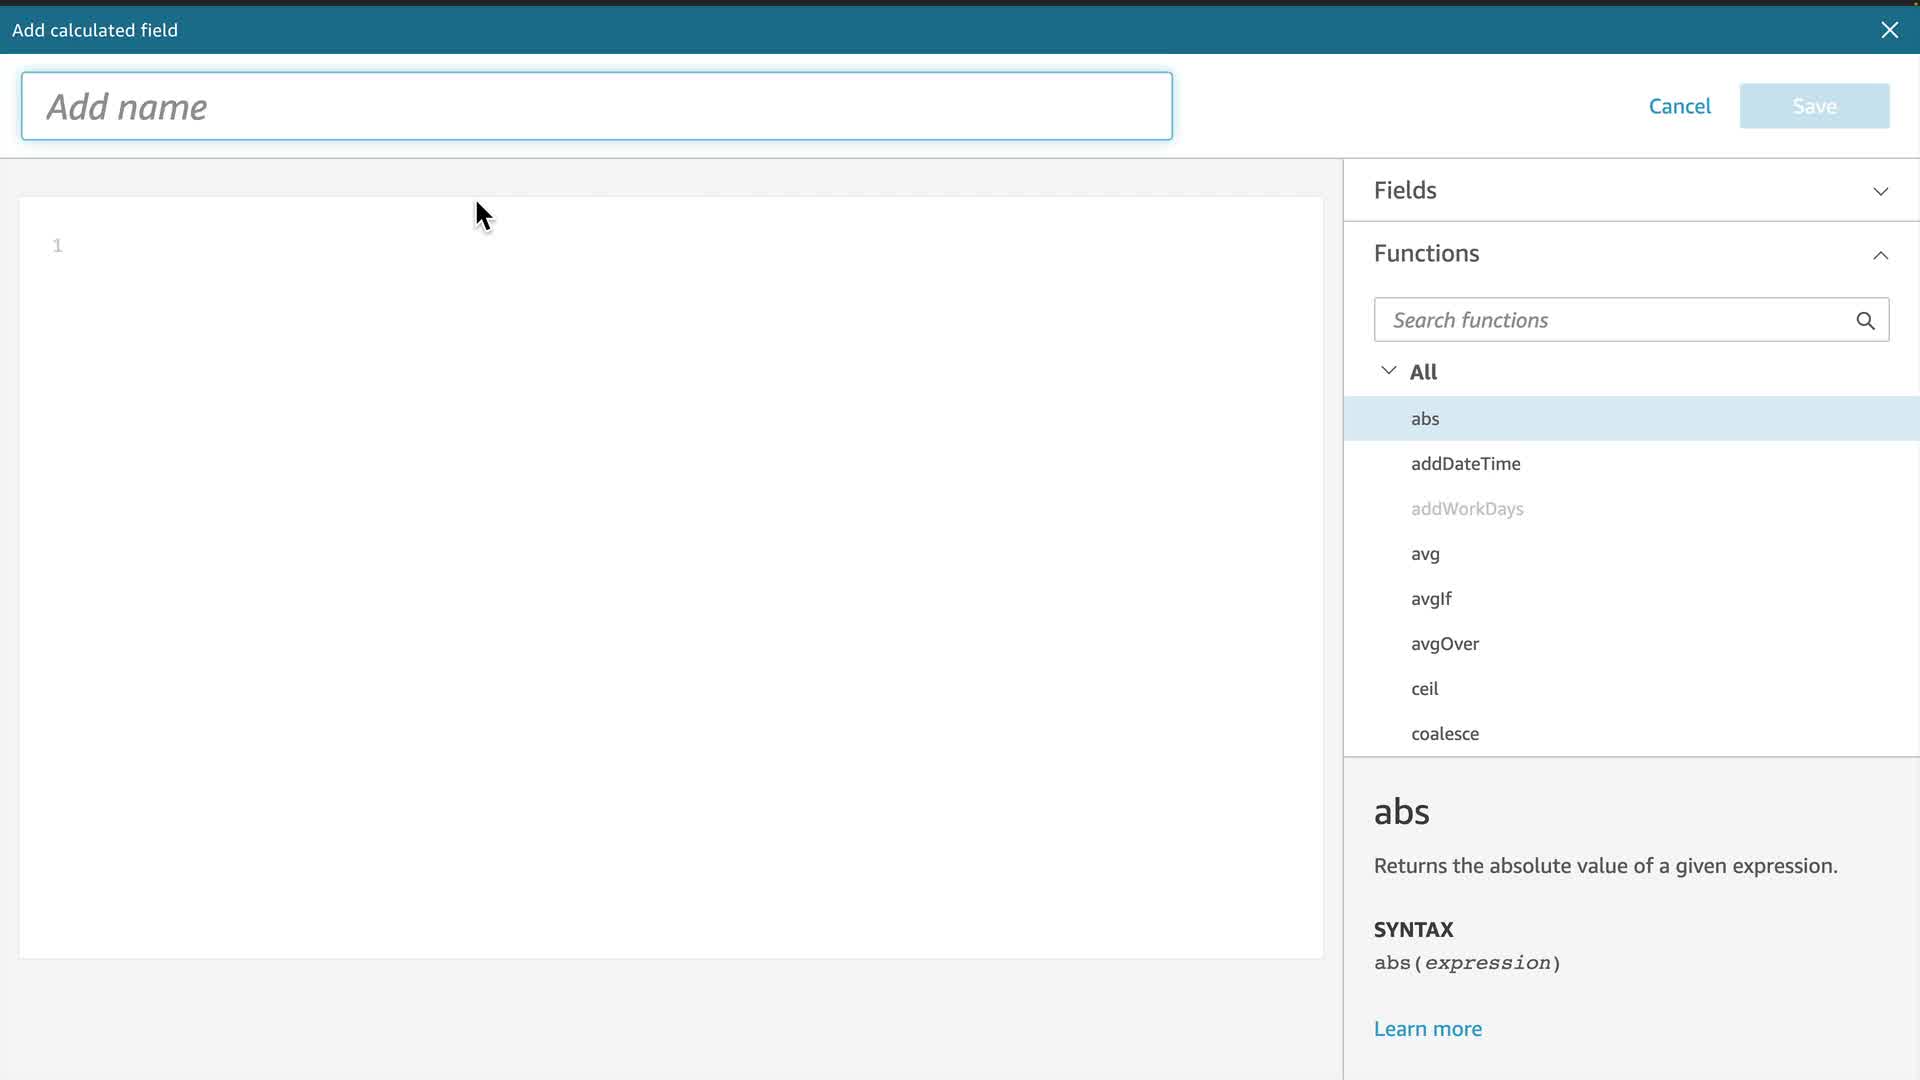 Add calculated field
Add name
Cancel
Save
1
Fields
Functions
Search functions
All
abs
addDateTime
addWorkDays
avg
avgIf
avgOver
ceil
coalesce
abs
Returns the absolute value of a given expression.
SYNTAX
abs(expression)
Learn more